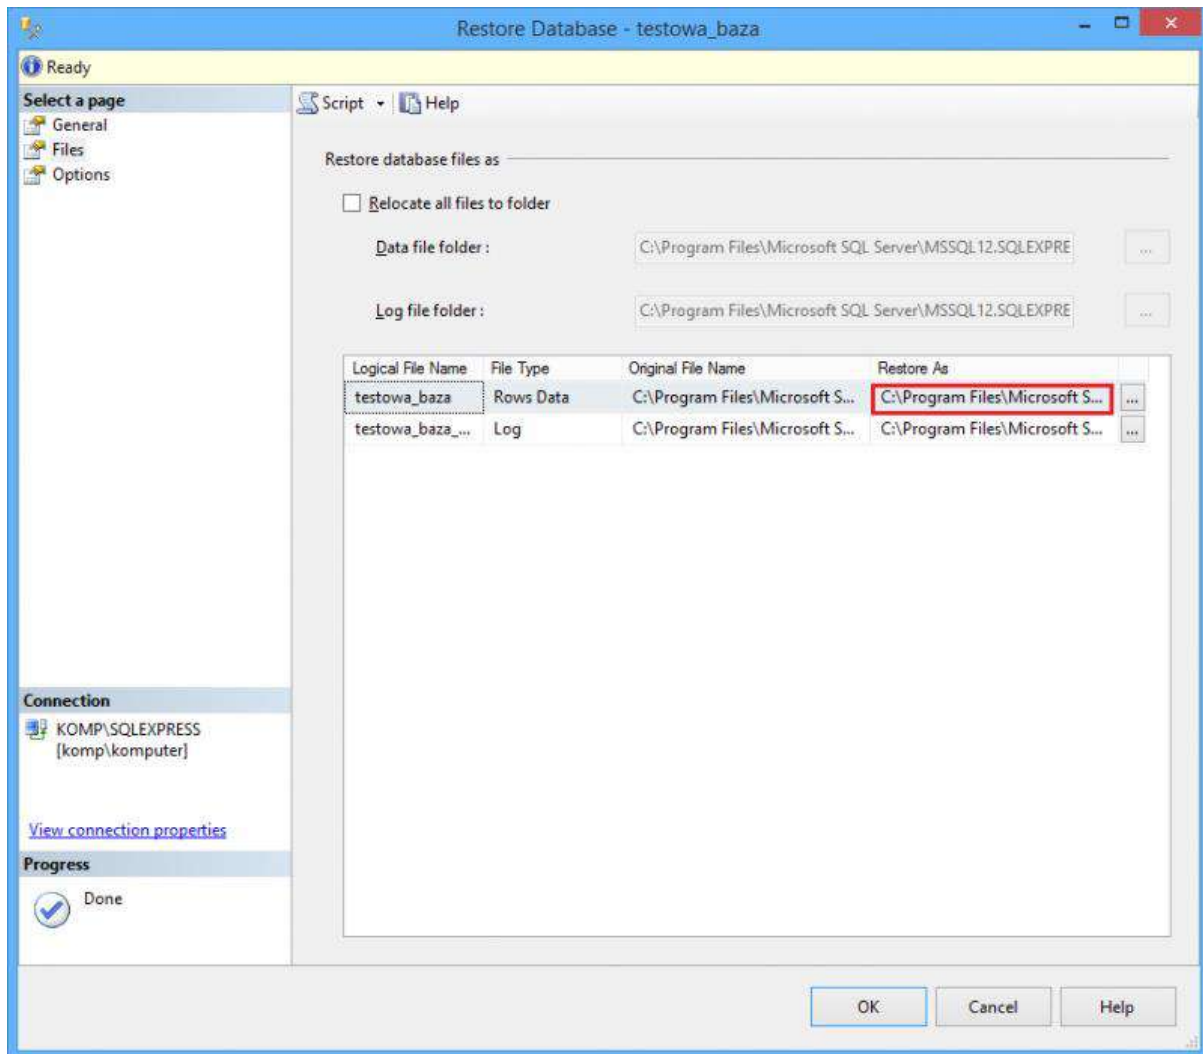 Restore Database - testowa_baza
Ready
Select a page
General
Files
Options
Script
Help
Restore database files as
Relocate all files to folder
Data file folder :
C:\Program Files\Microsoft SQL Server\MSSQL12.SQLEXPRE
...
Log file folder :
C:\Program Files\Microsoft SQL Server\MSSQL12.SQLEXPRE
...
Logical File Name File Type Original File Name Restore As
testowa_baza Rows Data C:\Program Files\Microsoft S... C:\Program Files\Microsoft S... ...
testowa_baza_... Log C:\Program Files\Microsoft S... C:\Program Files\Microsoft S... ...
Connection
KOMP\SQLEXPRESS
[komp\komputer]
View connection properties
Progress
Done
OK Cancel Help